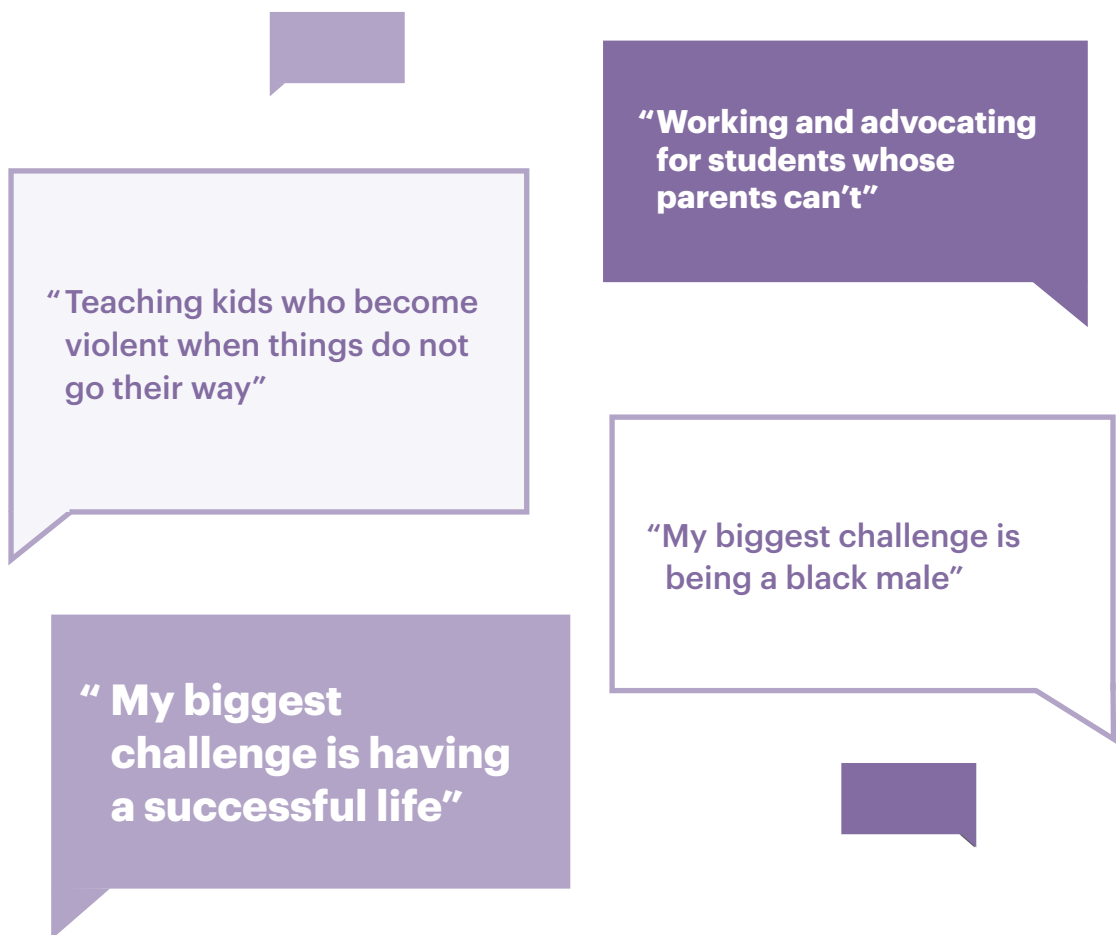 “Working and advocating
for students whose
parents can’t”
“Teaching kids who become
violent when things do not
go their way”
“My biggest challenge is
being a black male”
“ My biggest
challenge is having
a successful life”